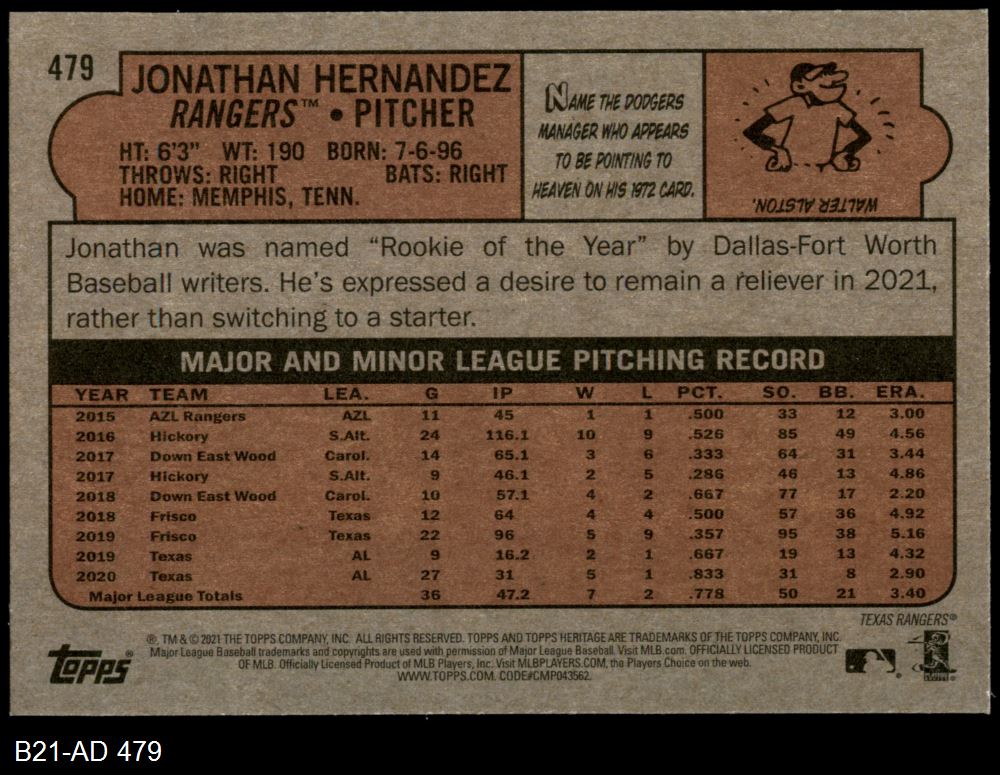 479
JONATHAN HERNANDEZ
RANGERS™ • PITCHER
HT: 6'3" WT: 190 BORN: 7-6-96
THROWS: RIGHT BATS: RIGHT
HOME: MEMPHIS, TENN.
NAME THE DODGERS
MANAGER WHO APPEARS
TO BE POINTING TO
HEAVEN ON HIS 1972 CARD.
WALTER ALSTON.
Jonathan was named “Rookie of the Year” by Dallas-Fort Worth
Baseball writers. He's expressed a desire to remain a reliever in 2021,
rather than switching to a starter.
MAJOR AND MINOR LEAGUE PITCHING RECORD
YEAR TEAM LEA. G IP W L PCT. SO. BB. ERA.
2015 AZL Rangers AZL 11 45 1 1 .500 33 12 3.00
2016 Hickory S.Alt. 24 116.1 10 9 .526 85 49 4.56
2017 Down East Wood Carol. 14 65.1 3 6 .333 64 31 3.44
2017 Hickory S.Alt. 9 46.1 2 5 .286 46 13 4.86
2018 Down East Wood Carol. 10 57.1 4 2 .667 77 17 2.20
2018 Frisco Texas 12 64 4 4 .500 57 36 4.92
2019 Frisco Texas 22 96 5 9 .357 95 38 5.16
2019 Texas AL 9 16.2 2 1 .667 19 13 4.32
2020 Texas AL 27 31 5 1 .833 31 8 2.90
Major League Totals 36 47.2 7 2 .778 50 21 3.40
TEXAS RANGERS®
topps®
®, TM & © 2021 THE TOPPS COMPANY, INC. ALL RIGHTS RESERVED. TOPPS AND TOPPS HERITAGE ARE TRADEMARKS OF THE TOPPS COMPANY, INC.
Major League Baseball trademarks and copyrights are used with permission of Major League Baseball. Visit MLB.com. OFFICIALLY LICENSED PRODUCT
OF MLB. Officially Licensed Product of MLB Players, Inc. Visit MLBPLAYERS.COM, the Players Choice on the web.
WWW.TOPPS.COM. CODE#CMP043562.
B21-AD 479